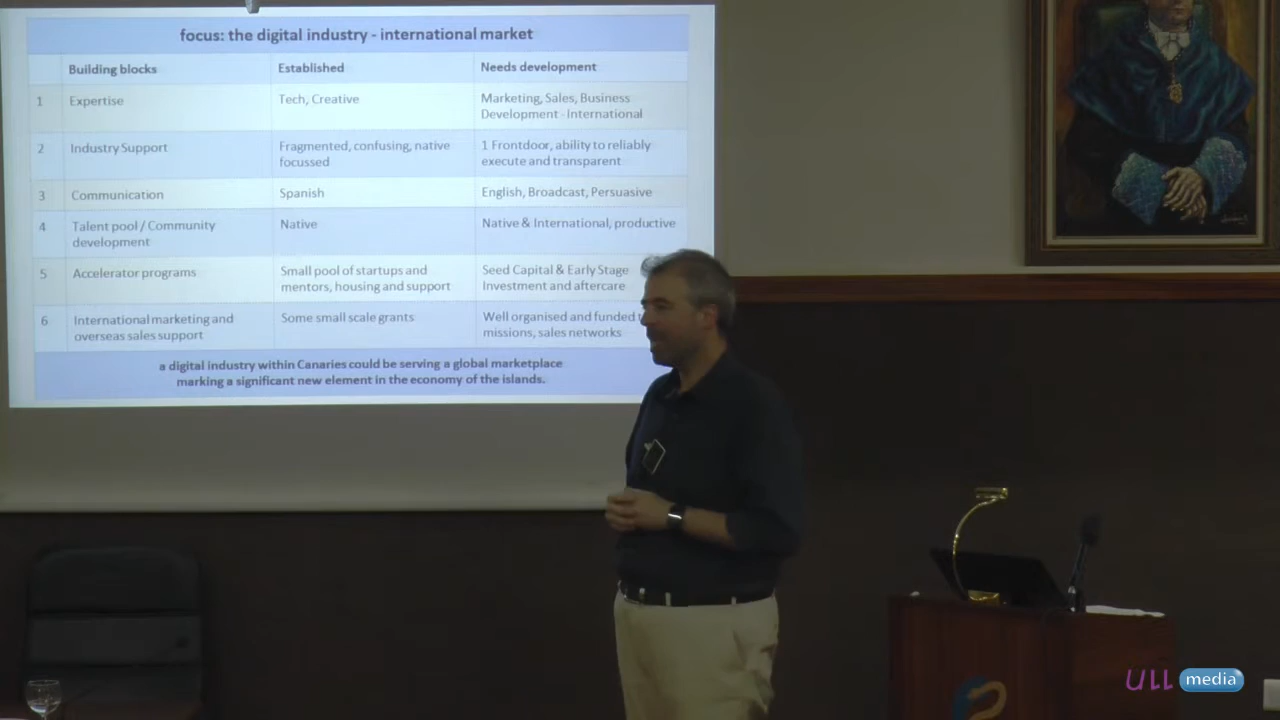 focus: the digital industry - international market
Building blocks Established Needs development
1 Expertise Tech, Creative Marketing, Sales, Business
Development - International
2 Industry Support Fragmented, confusing, native 1 Frontdoor, ability to reliably
focussed execute and transparent
3 Communication Spanish English, Broadcast, Persuasive
4 Talent pool / Community Native Native & International, productive
development
5 Accelerator programs Small pool of startups and Seed Capital & Early Stage
mentors, housing and support Investment and aftercare
6 International marketing and Some small scale grants Well organised and funded
overseas sales support missions, sales networks
a digital industry within Canaries could be serving a global marketplace
marking a significant new element in the economy of the islands.
ULL media